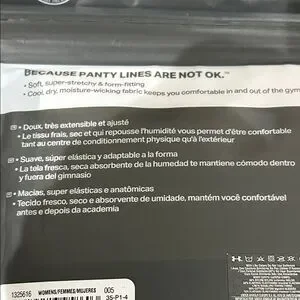 BECAUSE PANTY LINES ARE NOT OK.™
• Soft, super-stretchy & form-fitting
• Cool, dry, moisture-wicking fabric keeps you comfortable in and out of the gym
• Doux, très extensible et ajusté
• Le tissu frais, sec et qui repousse l'humidité vous permet d'être confortable
tant au centre de conditionnement physique qu'à l'extérieur
• Suave, súper elástica y adaptable a la forma
• La tela fresca, seca absorbente de la humedad te mantiene cómodo dentro
y fuera del gimnasio
• Macias, super elásticas e anatômicas
• Tecido fresco, seco e absorvente de umidade, mantém você confortável
antes e depois da academia
1325616 WOMENS/FEMMES/MUJERES 005
35-P1-4